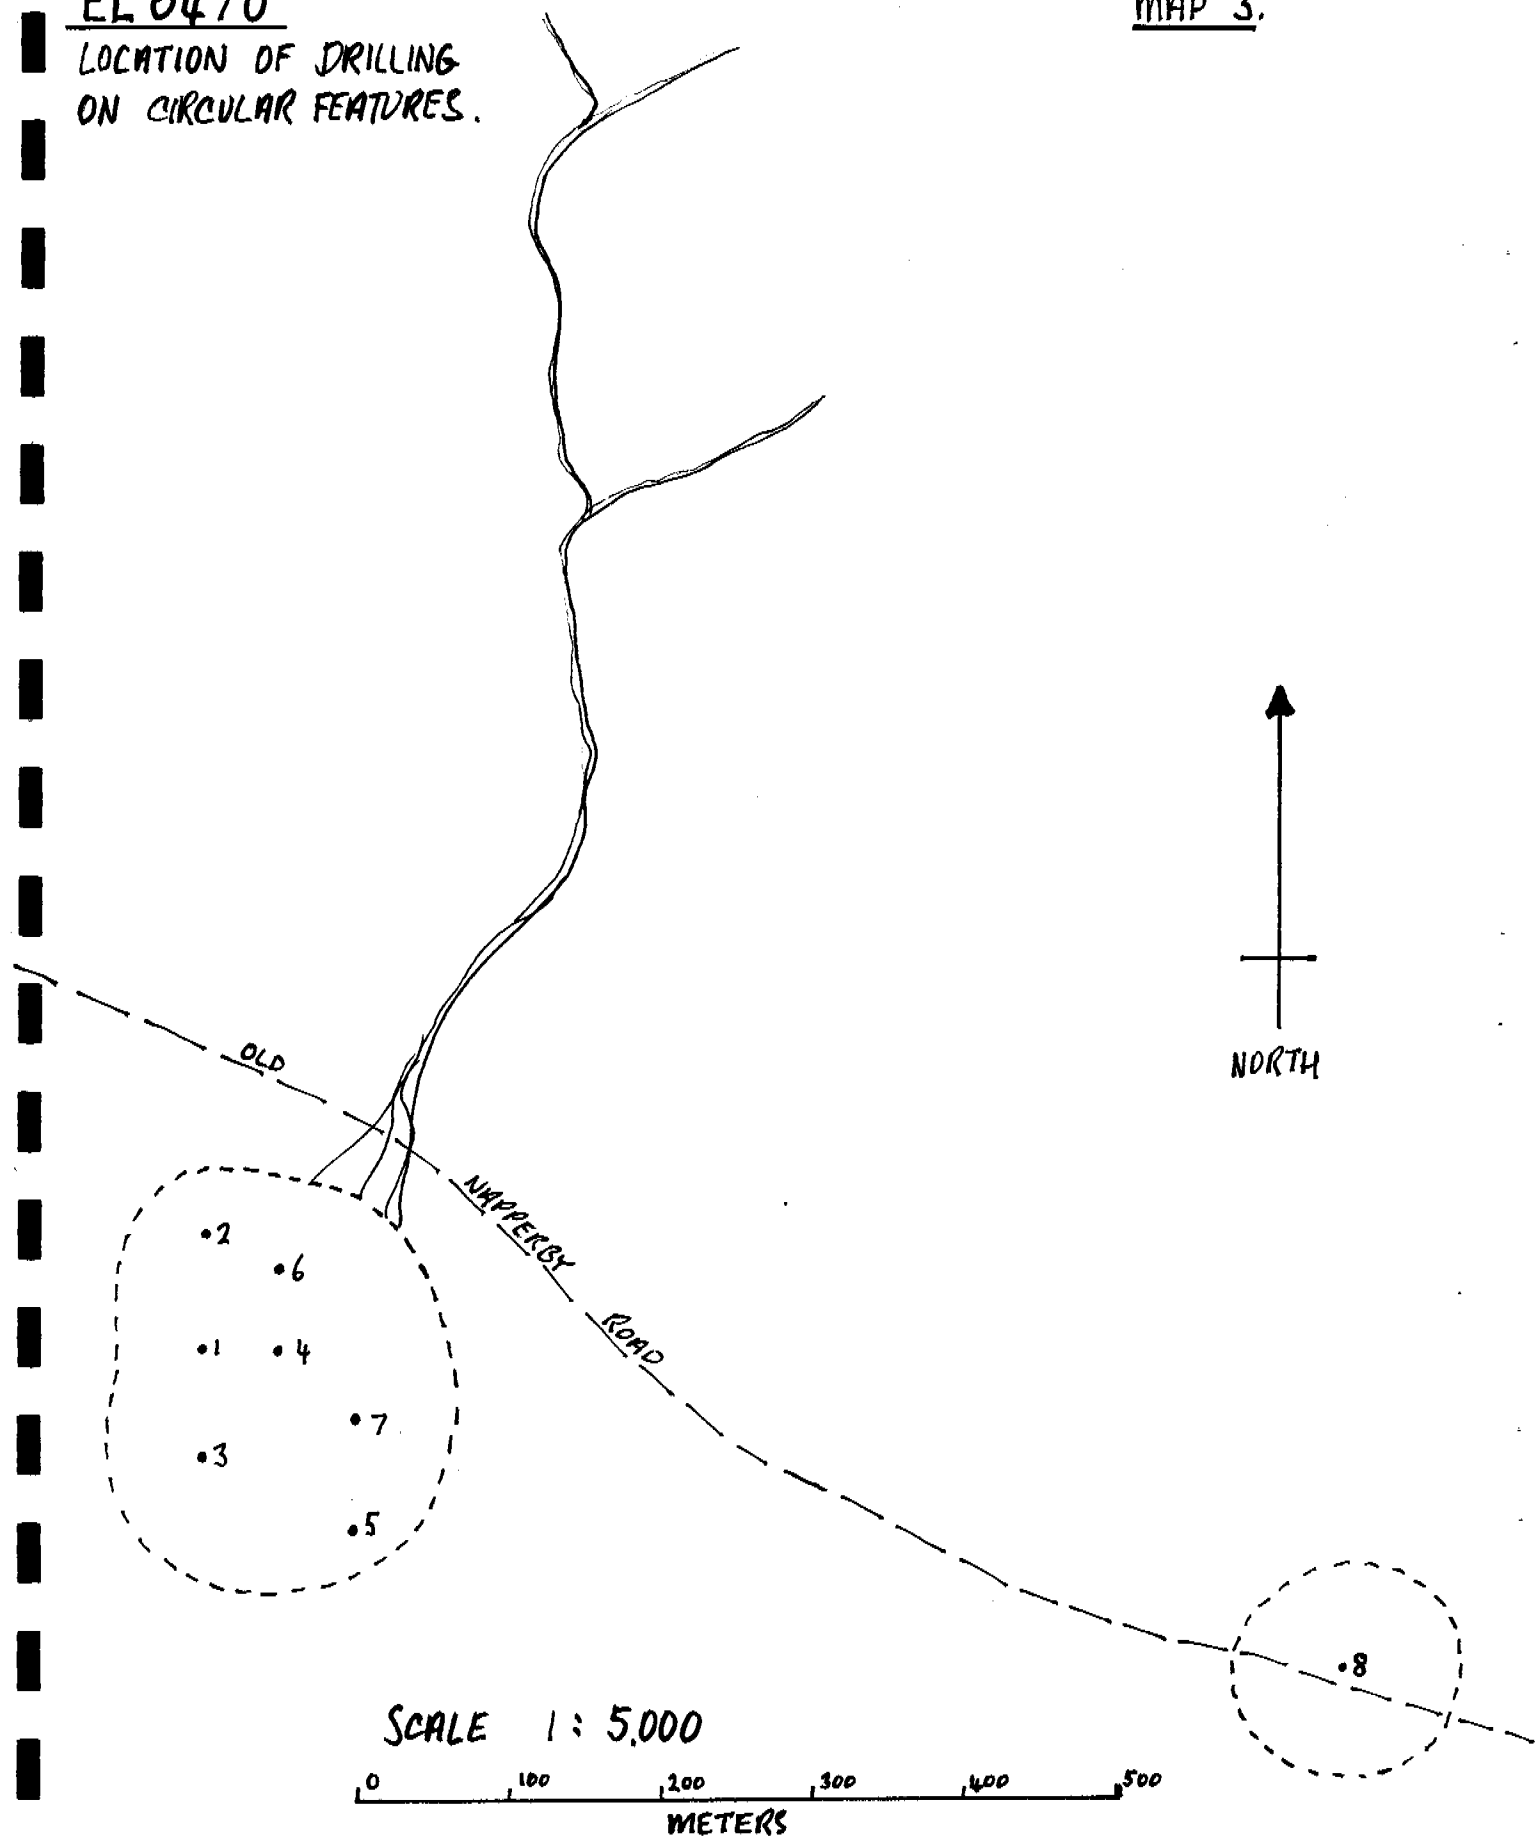 EL 6470
MAP 3.
LOCATION OF DRILLING
ON CIRCULAR FEATURES.
NORTH
OLD
NAPPERBY
ROAD
2
6
1
4
7
3
5
8
SCALE 1: 5,000
0 100 200 300 400 500
METERS